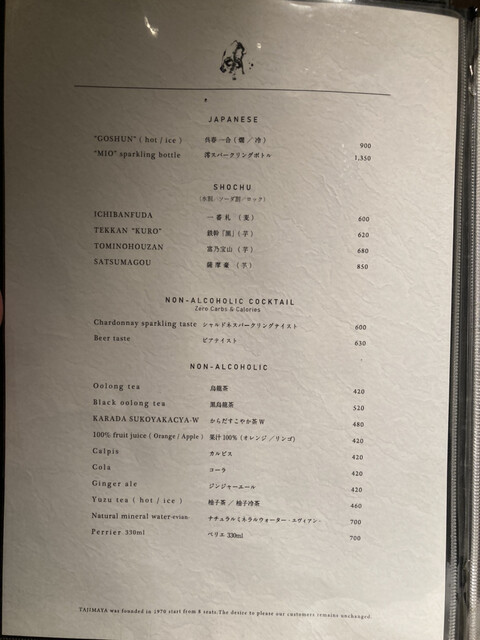 JAPANESE
"GOSHUN" ( hot / ice ) 呉春一合 ( 燗 ／ 冷 ) 900
"MIO" sparkling bottle 澪スパークリングボトル 1,350
SHOCHU
(水割／ソーダ割／ロック)
ICHIBANFUDA 一番札 (麦) 600
TEKKAN "KURO" 鉄幹「黒」(芋) 620
TOMINOHOUZAN 富乃宝山 (芋) 680
SATSUMAGOU 薩摩 (芋) 850
NON-ALCOHOLIC COCKTAIL
Zero Carbs & Calories
Chardonnay sparkling taste シャルドネスパークリングテイスト 600
Beer taste ビアテイスト 630
NON-ALCOHOLIC
Oolong tea 烏龍茶 420
Black oolong tea 黒烏龍茶 520
KARADA SUKOYAKACYA-W からだすこやか茶 W 480
100% fruit juice ( Orange / Apple ) 果汁 100% (オレンジ ／リンゴ) 420
Calpis カルピス 420
Cola コーラ 420
Ginger ale ジンジャーエール 420
Yuzu tea ( hot / ice ) 柚子茶 ／ 柚子冷茶 460
Natural mineral water -evian- ナチュラルミネラルウォーター - エヴィアン - 700
Perrier 330ml ペリエ 330ml 700
TAJIMAYA was founded in 1970 start from 8 seats.The desire to please our customers remains unchanged.